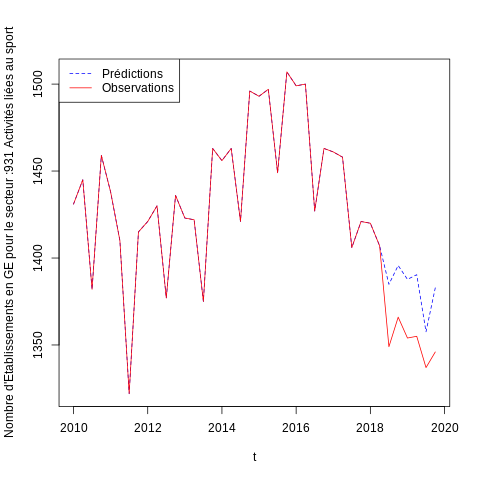 Nombre d'Etablissements en GE pour le secteur :931 Activités liées au sport
Prédictions
Observations
1500
1450
1400
1350
2010 2012 2014 2016 2018 2020
t